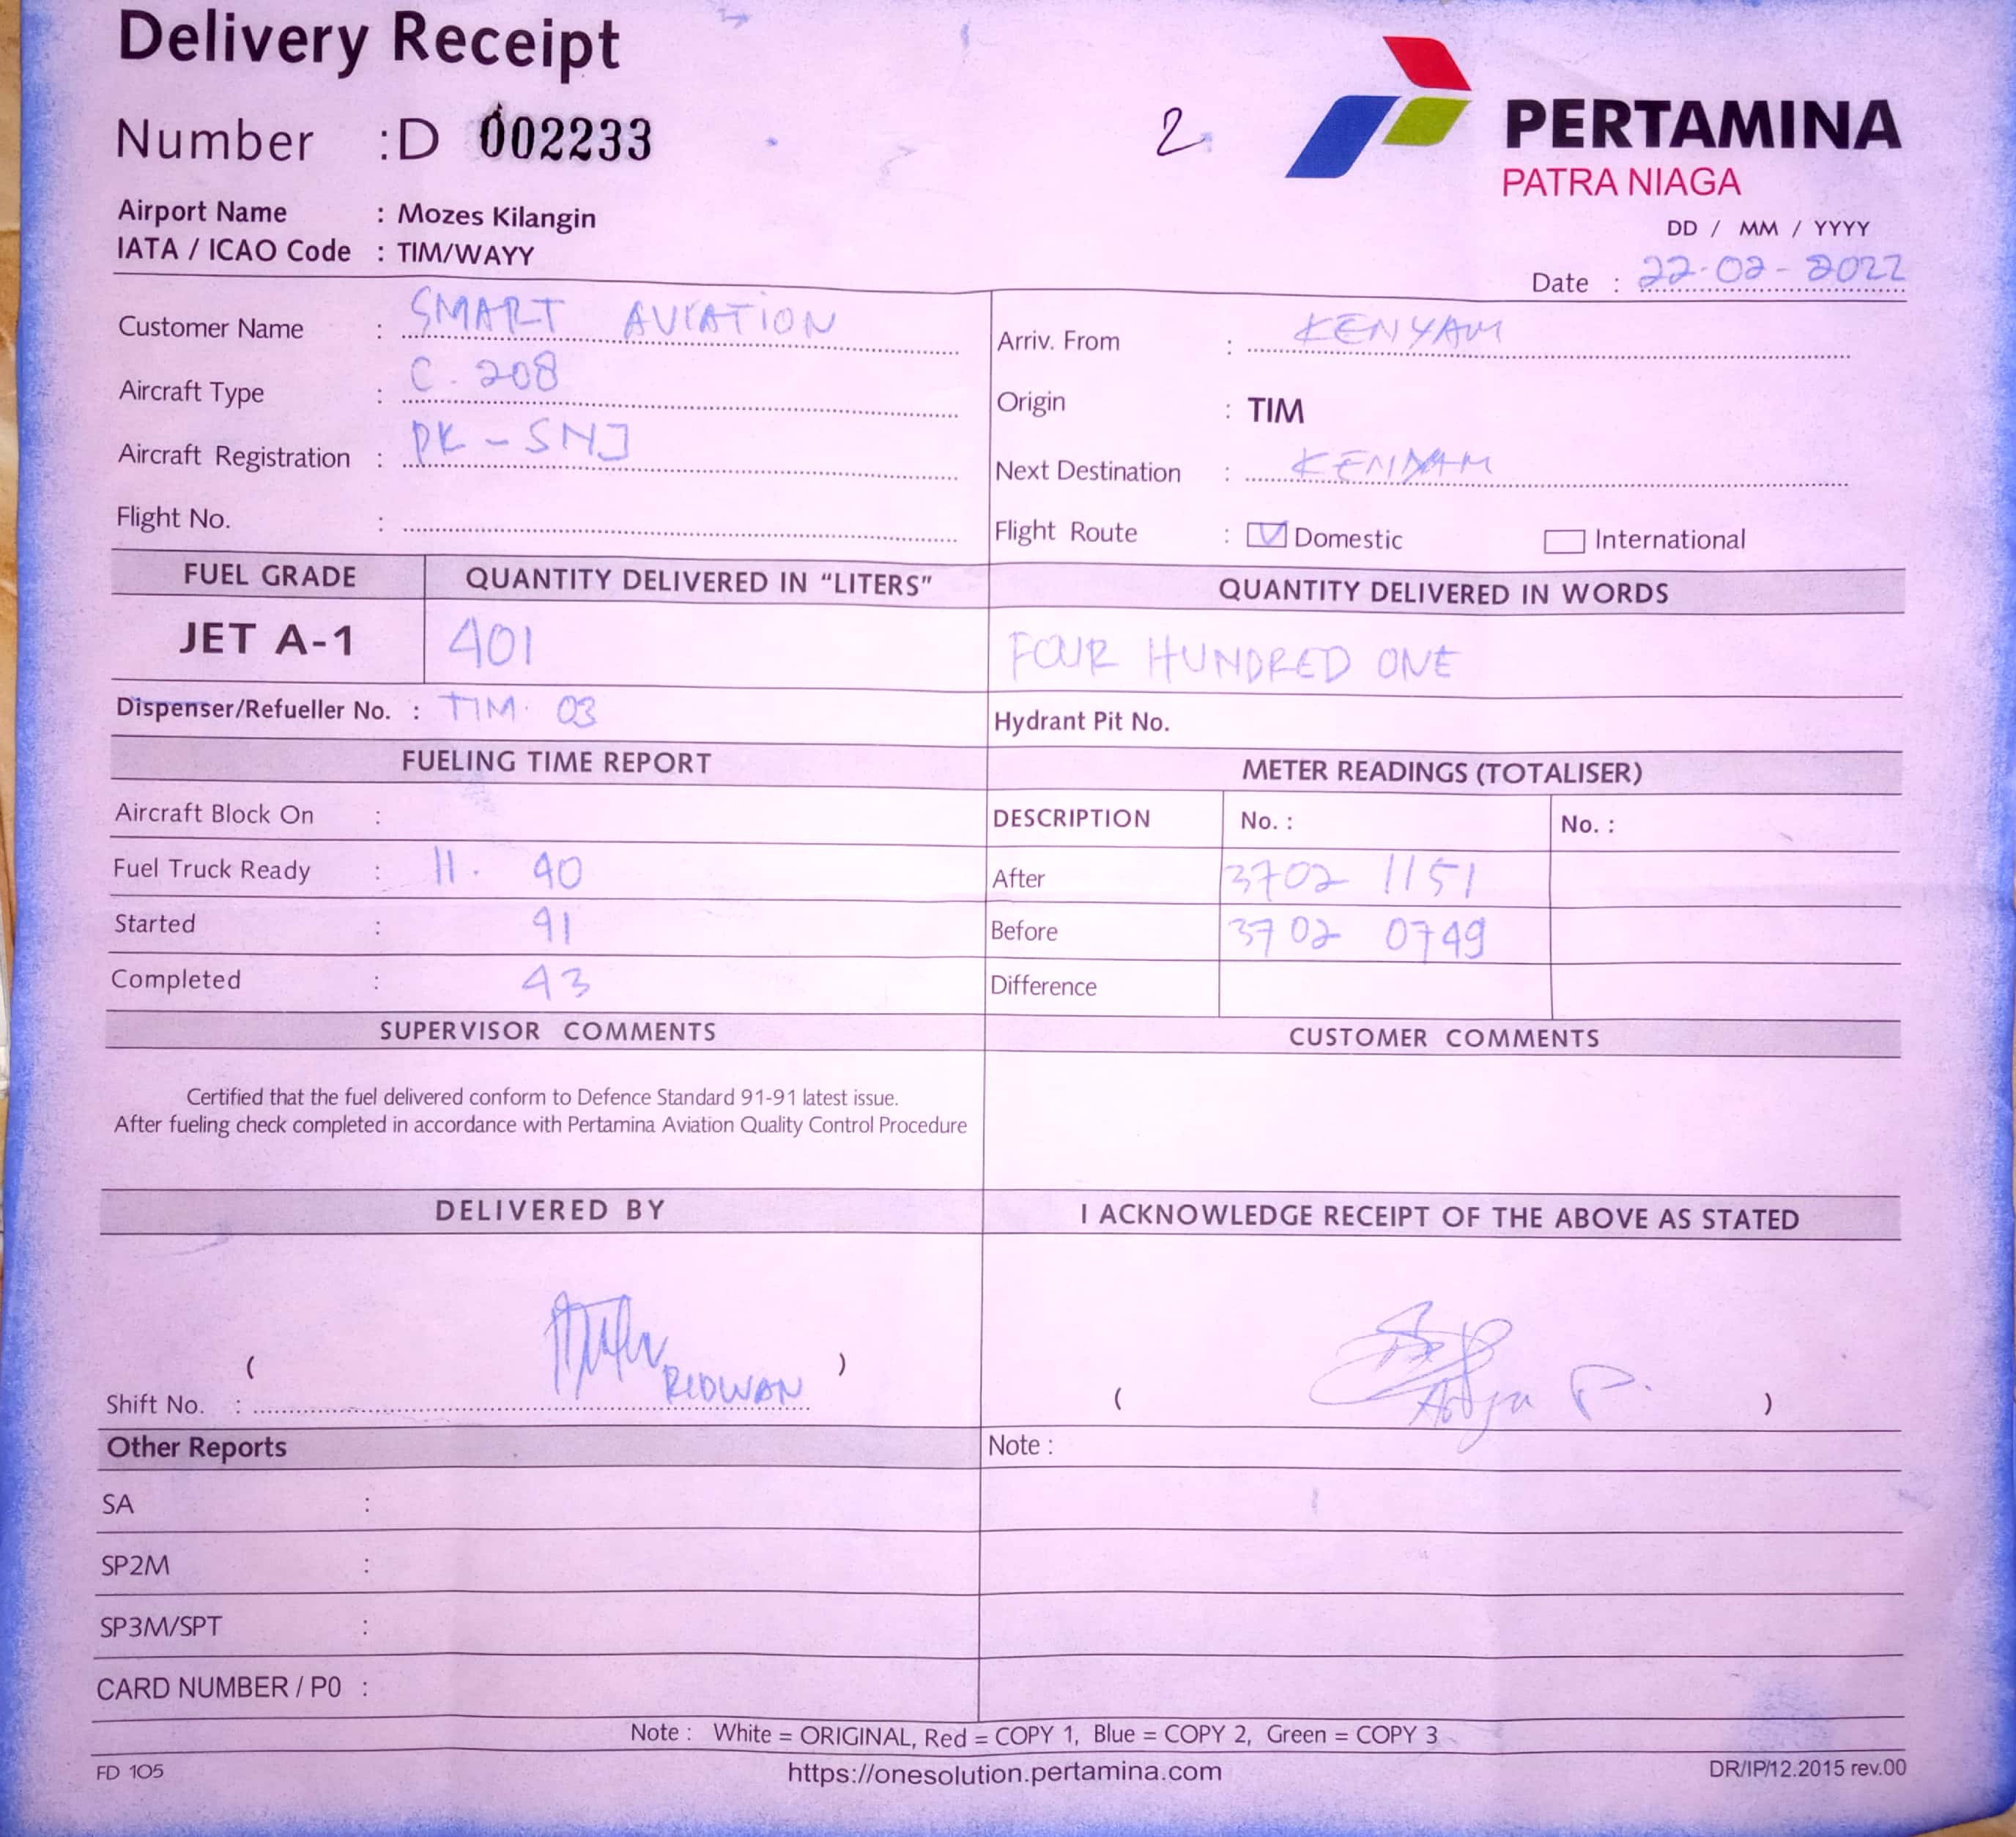 Delivery Receipt
Number : D 002233
2
PERTAMINA
PATRA NIAGA
Airport Name : Mozes Kilangin
IATA / ICAO Code : TIM/WAYY
DD / MM / YYYY
Date : 22-02-2022
Customer Name : SMART AVIATION
Arriv. From : KENYAM
Aircraft Type : C. 208
Origin : TIM
Aircraft Registration : PK-SNJ
Next Destination : KENYAM
Flight No. :
Flight Route : Domestic International
FUEL GRADE QUANTITY DELIVERED IN “LITERS” QUANTITY DELIVERED IN WORDS
JET A-1 401 FOUR HUNDRED ONE
Dispenser/Refueller No. : TIM. 03 Hydrant Pit No.
FUELING TIME REPORT METER READINGS (TOTALISER)
Aircraft Block On : DESCRIPTION No. : No. :
Fuel Truck Ready : 11. 40 After 3702 1151
Started : 41 Before 3702 0749
Completed : 43 Difference
SUPERVISOR COMMENTS CUSTOMER COMMENTS
Certified that the fuel delivered conform to Defence Standard 91-91 latest issue.
After fueling check completed in accordance with Pertamina Aviation Quality Control Procedure
DELIVERED BY I ACKNOWLEDGE RECEIPT OF THE ABOVE AS STATED
( RIDWAN )
Shift No. : ( P. )
Other Reports Note :
SA :
SP2M :
SP3M/SPT :
CARD NUMBER / P0 :
Note : White = ORIGINAL, Red = COPY 1, Blue = COPY 2, Green = COPY 3
FD 105 https://onesolution.pertamina.com DR/IP/12.2015 rev.00